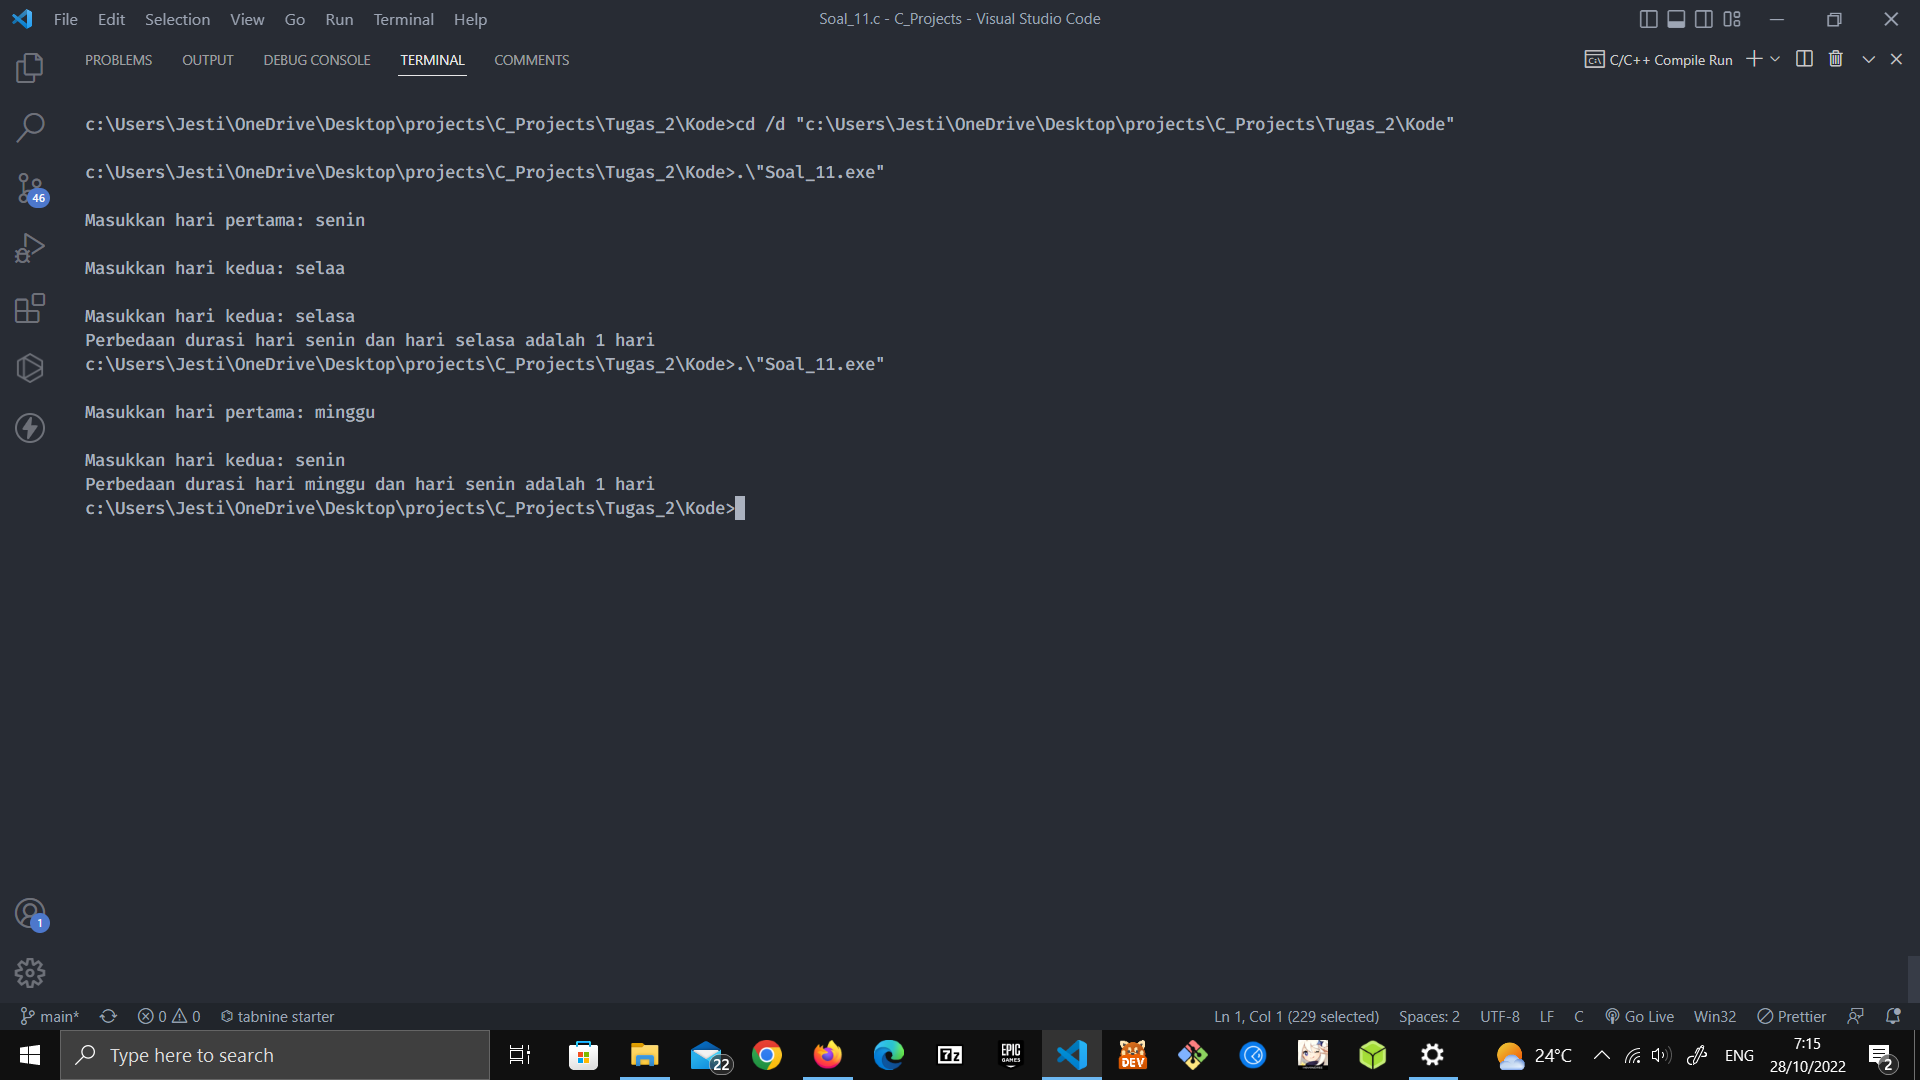 File Edit Selection View Go Run Terminal Help
Soal_11.c - C_Projects - Visual Studio Code
PROBLEMS OUTPUT DEBUG CONSOLE TERMINAL COMMENTS
C/C++ Compile Run
c:\Users\Jesti\OneDrive\Desktop\projects\C_Projects\Tugas_2\Kode>cd /d "c:\Users\Jesti\OneDrive\Desktop\projects\C_Projects\Tugas_2\Kode"
c:\Users\Jesti\OneDrive\Desktop\projects\C_Projects\Tugas_2\Kode>.\"Soal_11.exe"
Masukkan hari pertama: senin
Masukkan hari kedua: selaa
Masukkan hari kedua: selasa
Perbedaan durasi hari senin dan hari selasa adalah 1 hari
c:\Users\Jesti\OneDrive\Desktop\projects\C_Projects\Tugas_2\Kode>.\"Soal_11.exe"
Masukkan hari pertama: minggu
Masukkan hari kedua: senin
Perbedaan durasi hari minggu dan hari senin adalah 1 hari
c:\Users\Jesti\OneDrive\Desktop\projects\C_Projects\Tugas_2\Kode>
46
1
main* 0 0 tabnine starter
Ln 1, Col 1 (229 selected) Spaces: 2 UTF-8 LF C Go Live Win32 Prettier
Type here to search
22
7z
EPIC GAMES
DEV
24°C ENG
7:15
28/10/2022
2